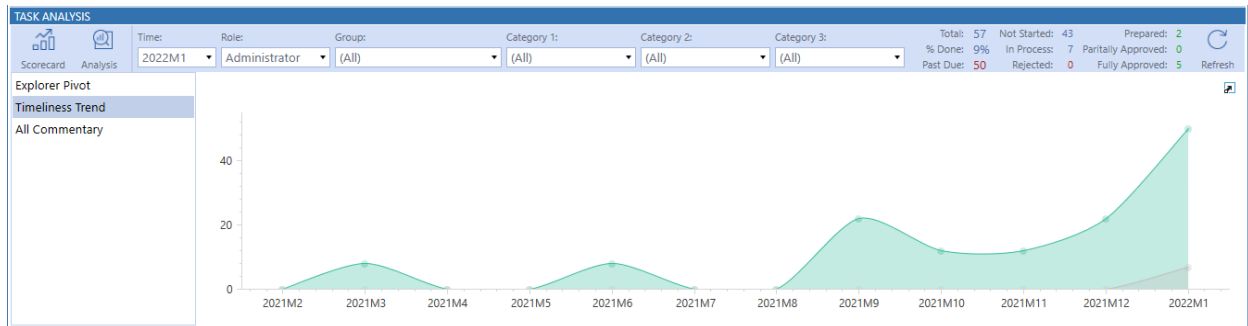 TASK ANALYSIS
Scorecard
Analysis
Time:
2022M1
Role:
Administrator
Group:
(All)
Category 1:
(All)
Category 2:
(All)
Category 3:
(All)
Total: 57 Not Started: 43 Prepared: 2
% Done: 9% In Process: 7 Paritally Approved: 0
Past Due: 50 Rejected: 0 Fully Approved: 5
Refresh
Explorer Pivot
Timeliness Trend
All Commentary
40
20
0
2021M2 2021M3 2021M4 2021M5 2021M6 2021M7 2021M8 2021M9 2021M10 2021M11 2021M12 2022M1